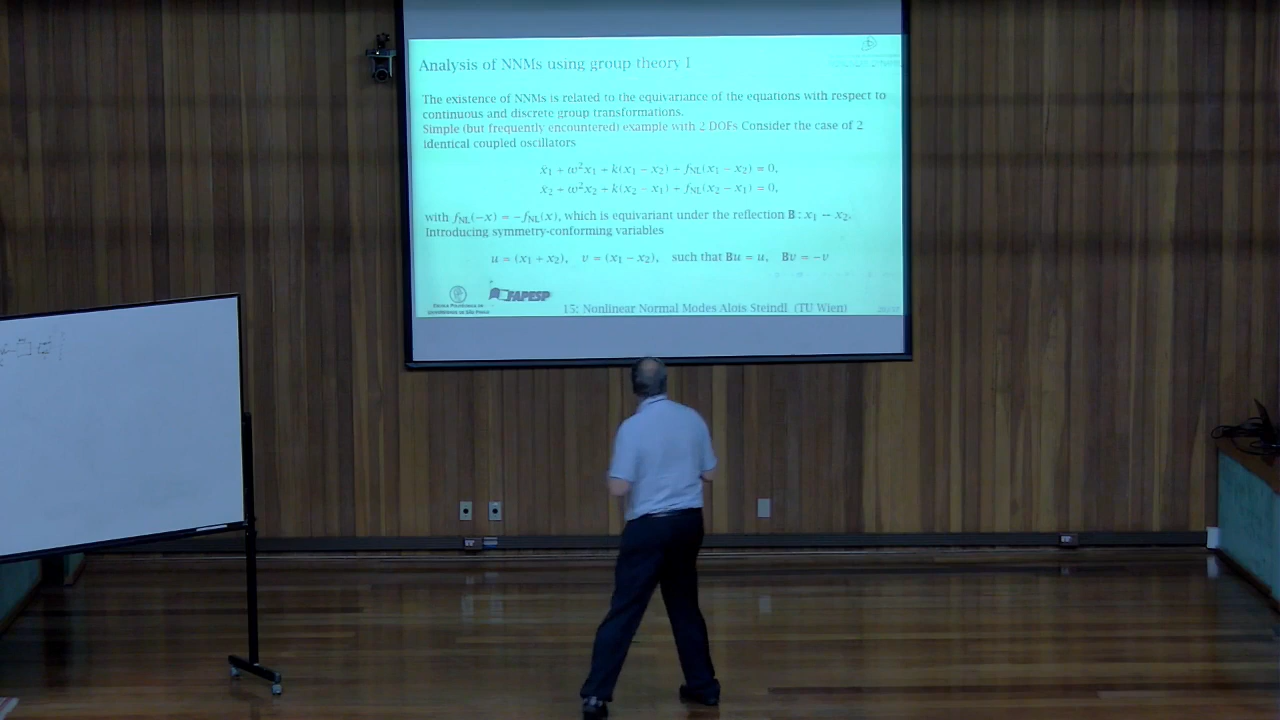 Analysis of NNMs using group theory I
The existence of NNMs is related to the equivariance of the equations with respect to
continuous and discrete group transformations.
Simple (but frequently encountered) example with 2 DOFs Consider the case of 2
identical coupled oscillators
ẍ₁ + ω²x₁ + k(x₁ − x₂) + f_NL(x₁ − x₂) = 0,
ẍ₂ + ω²x₂ + k(x₂ − x₁) + f_NL(x₂ − x₁) = 0,
with f_NL(−x) = −f_NL(x), which is equivariant under the reflection B : x₁ ↔ x₂.
Introducing symmetry-conforming variables
u = (x₁ + x₂), v = (x₁ − x₂), such that Bu = u, Bv = −v
FAPESP
15: Nonlinear Normal Modes Alois Steindl (TU Wien)